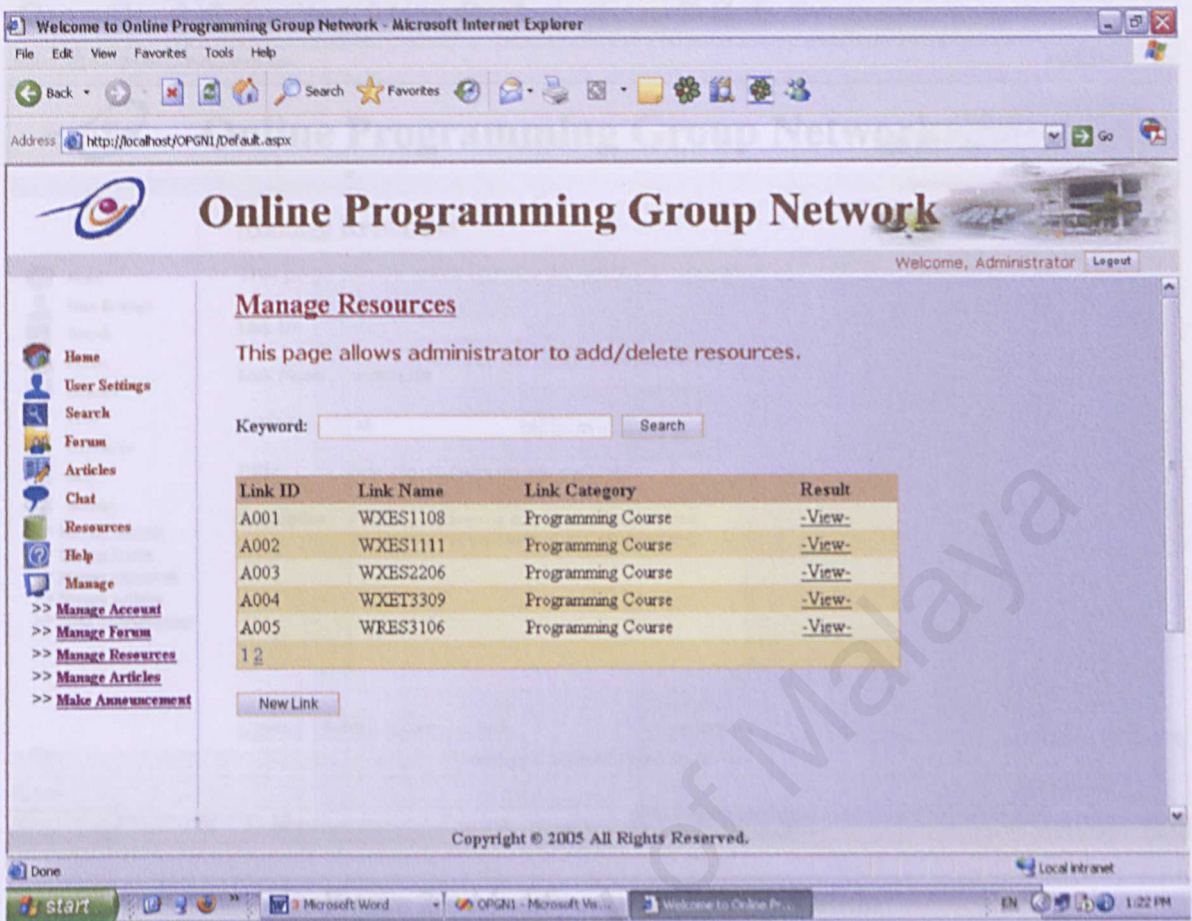 Welcome to Online Programming Group Network - Microsoft Internet Explorer
File Edit View Favorites Tools Help
Back Search Favorites
Address http://localhost/OPGN1/Default.aspx Go
Online Programming Group Network
Welcome, Administrator Logout
Manage Resources
This page allows administrator to add/delete resources.
Home
User Settings
Search
Forum
Articles
Chat
Resources
Help
Manage
>> Manage Account
>> Manage Forum
>> Manage Resources
>> Manage Articles
>> Make Announcement
Keyword: Search
Link ID Link Name Link Category Result
A001 WXES1108 Programming Course -View-
A002 WXES1111 Programming Course -View-
A003 WXES2206 Programming Course -View-
A004 WXET3309 Programming Course -View-
A005 WRES3106 Programming Course -View-
1 2
New Link
Copyright © 2005 All Rights Reserved.
Done Local intranet
start 3 Microsoft Word OPGN1 - Microsoft Vis... Welcome to Online Pr... EN 1:22 PM
of Malaya